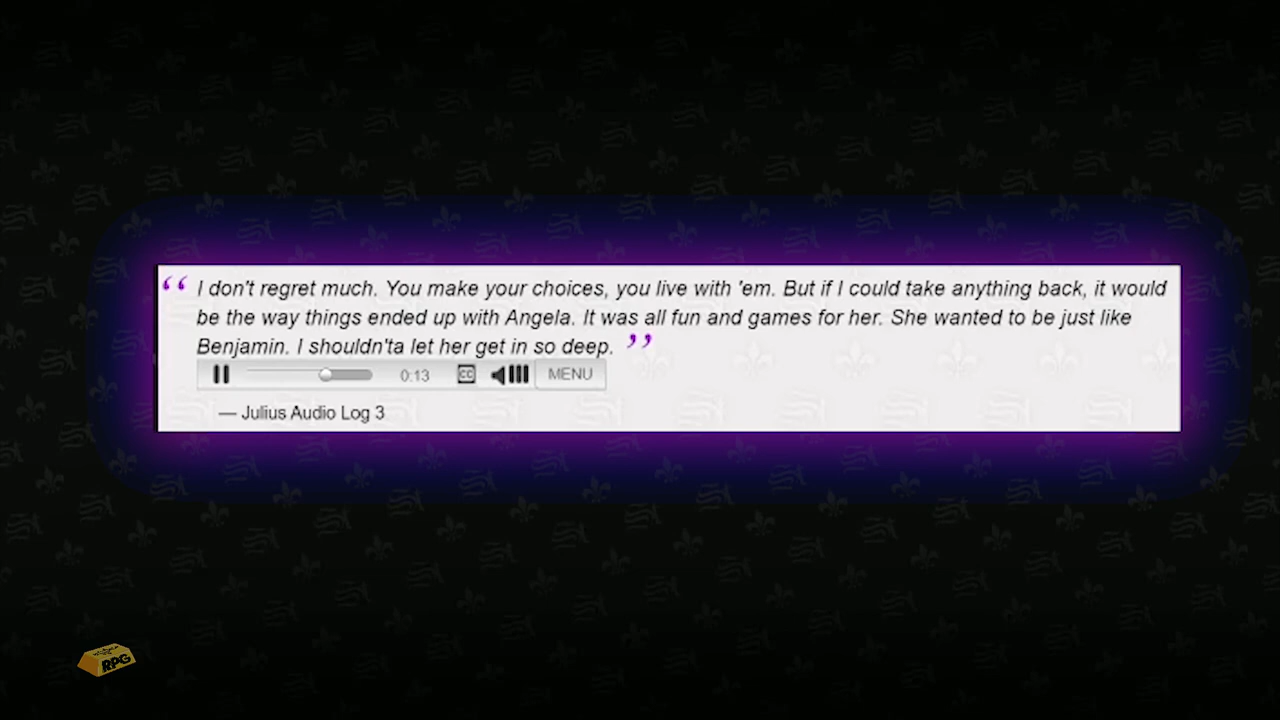 “ I don't regret much. You make your choices, you live with 'em. But if I could take anything back, it would
be the way things ended up with Angela. It was all fun and games for her. She wanted to be just like
Benjamin. I shouldn'ta let her get in so deep. ”
0:13 CC MENU
— Julius Audio Log 3
RPG